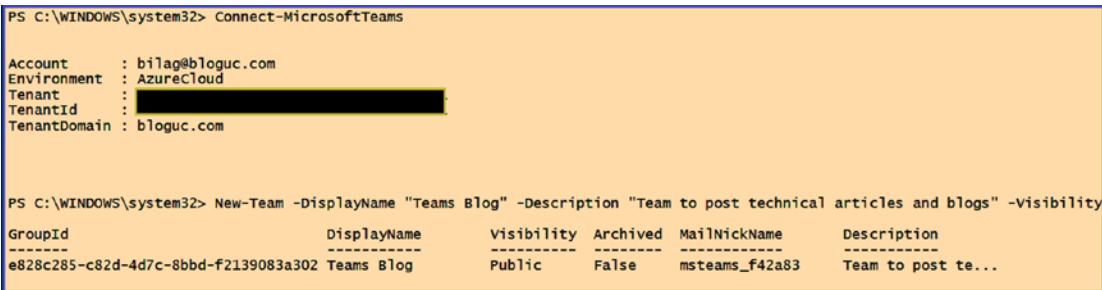 PS C:\WINDOWS\system32> Connect-MicrosoftTeams
Account : bilag@bloguc.com
Environment : AzureCloud
Tenant :
TenantId :
TenantDomain : bloguc.com
PS C:\WINDOWS\system32> New-Team -DisplayName "Teams Blog" -Description "Team to post technical articles and blogs" -Visibility
GroupId DisplayName Visibility Archived MailNickName Description
------- ----------- ---------- -------- ------------ -----------
e828c285-c82d-4d7c-8bbd-f2139083a302 Teams Blog Public False msteams_f42a83 Team to post te...